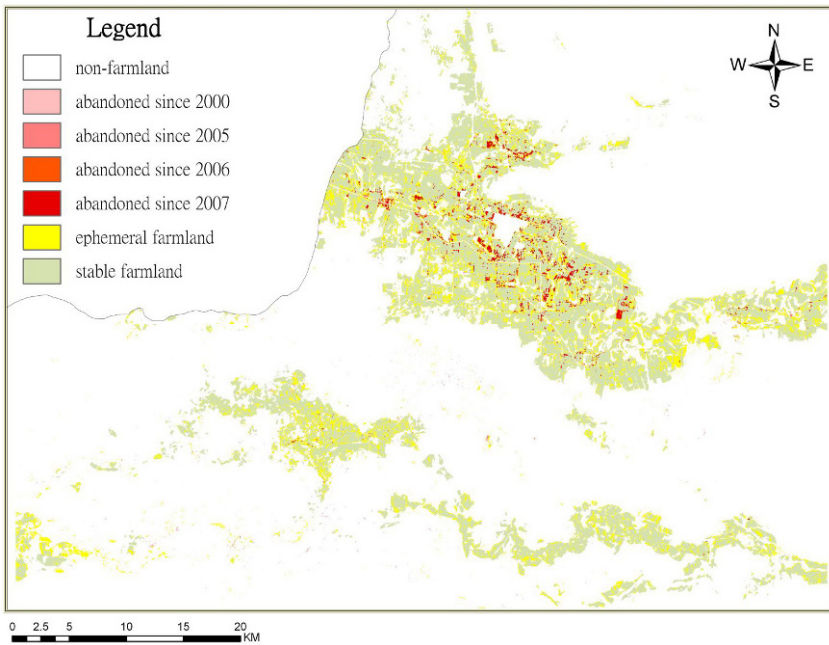 Legend
non-farmland
abandoned since 2000
abandoned since 2005
abandoned since 2006
abandoned since 2007
ephemeral farmland
stable farmland
N
W E
S
0 2.5 5 10 15 20
KM